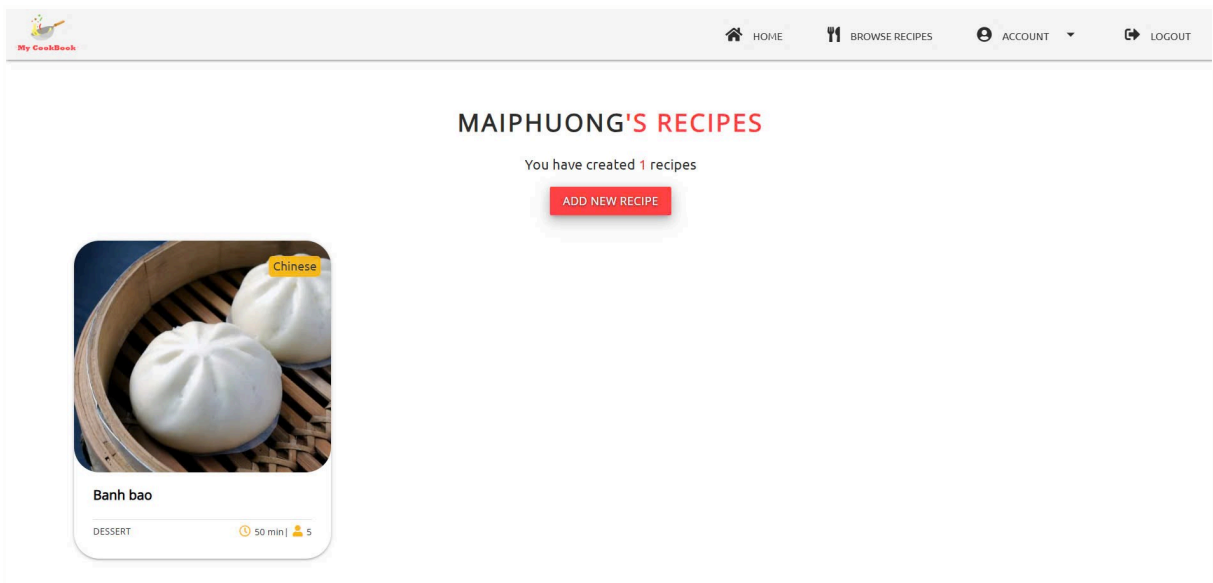 My CookBook
HOME
BROWSE RECIPES
ACCOUNT
LOGOUT
MAIPHUONG'S RECIPES
You have created 1 recipes
ADD NEW RECIPE
Chinese
Banh bao
DESSERT
50 min| 5